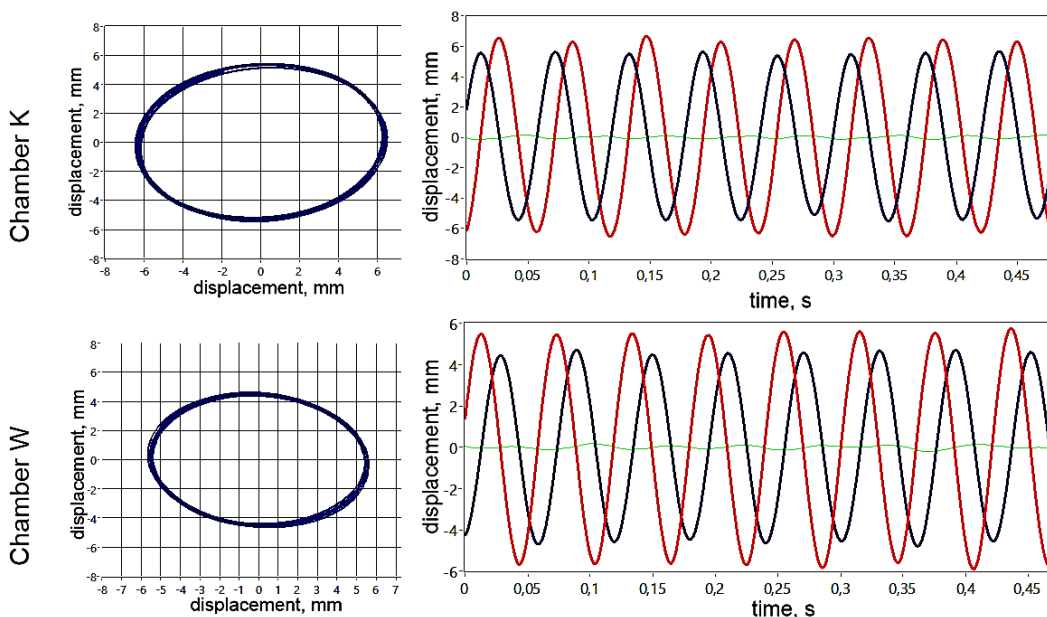 Chamber K
displacement, mm
8
6
4
2
0
-2
-4
-6
8-
-8 -6 -4 -2 0 2 4 6
displacement, mm
displacement, mm
8
6
4
2
0
-2
-4
-6
-8
0 0,05 0,1 0,15 0,2 0,25 0,3 0,35 0,4 0,45
time, s
Chamber W
displacement, mm
8
6
4
2
0
-2
-4
-6
8-
-8 -7 -6 -5 -4 -3 -2 -1 0 1 2 3 4 5 6 7
displacement, mm
displacement, mm
6
4
2
0
-2
-4
-6
0 0,05 0,1 0,15 0,2 0,25 0,3 0,35 0,4 0,45
time, s